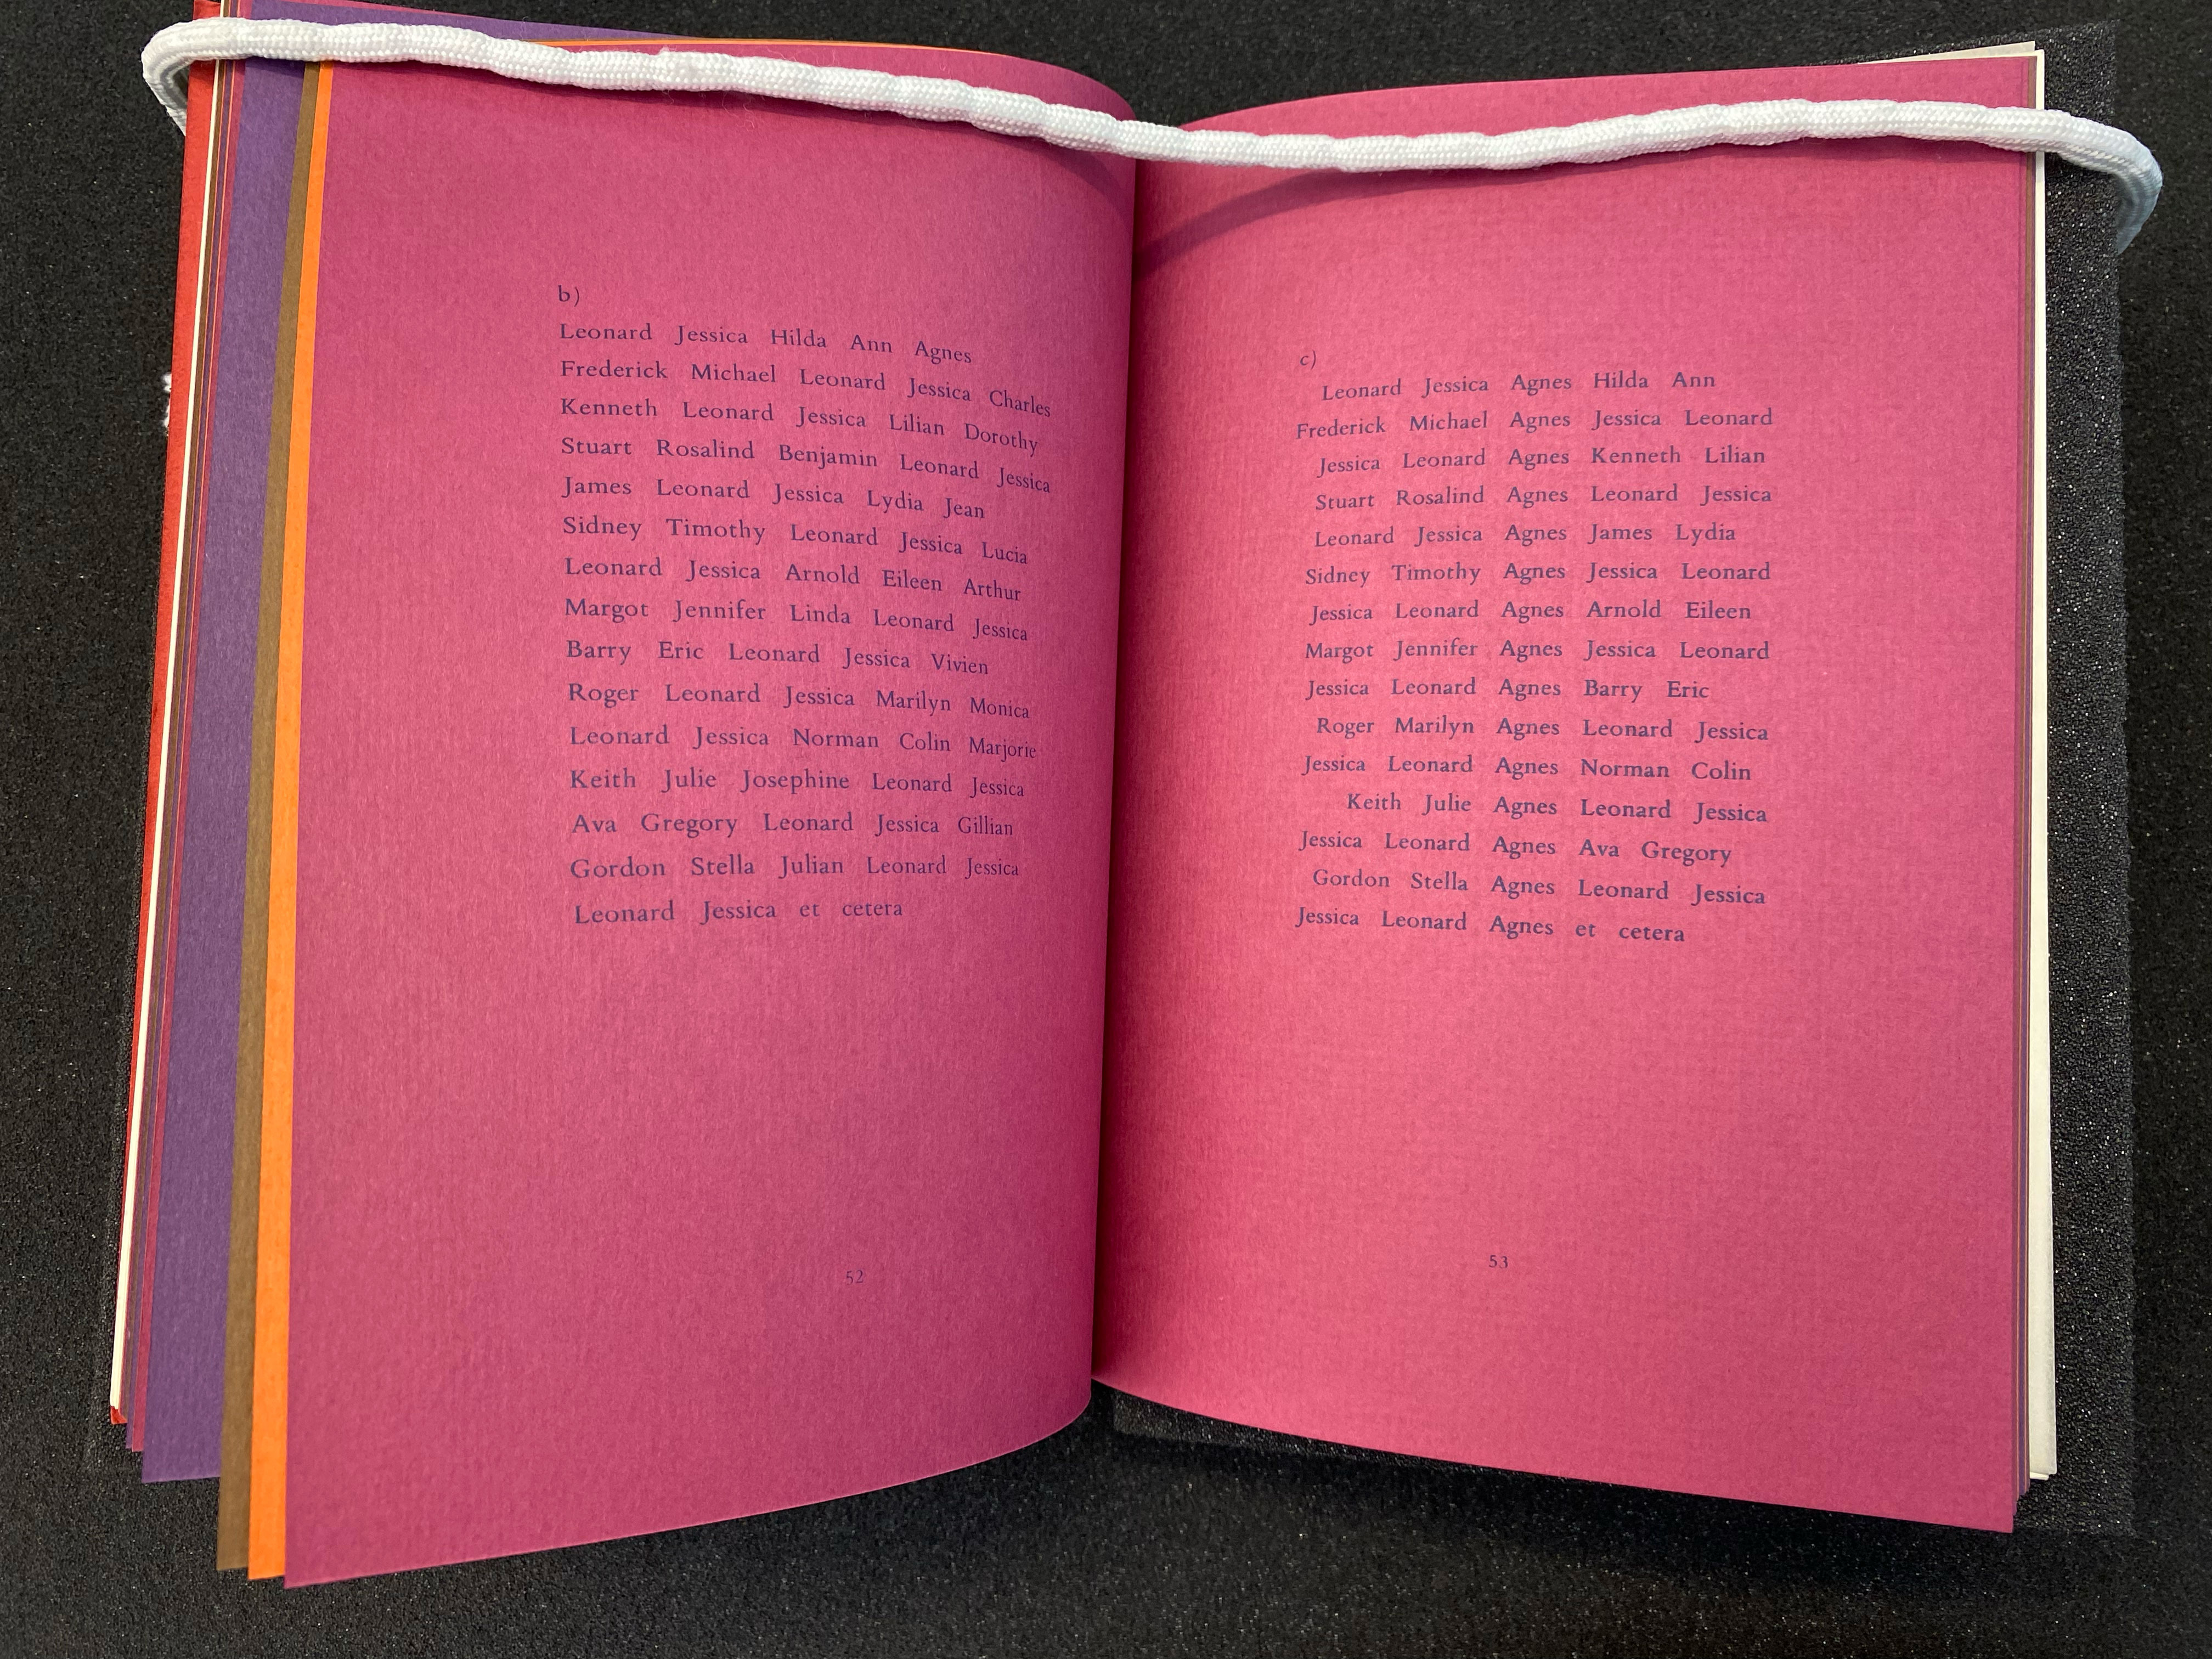 b)
Leonard Jessica Hilda Ann Agnes
Frederick Michael Leonard Jessica Charles
Kenneth Leonard Jessica Lilian Dorothy
Stuart Rosalind Benjamin Leonard Jessica
James Leonard Jessica Lydia Jean
Sidney Timothy Leonard Jessica Lucia
Leonard Jessica Arnold Eileen Arthur
Margot Jennifer Linda Leonard Jessica
Barry Eric Leonard Jessica Vivien
Roger Leonard Jessica Marilyn Monica
Leonard Jessica Norman Colin Marjorie
Keith Julie Josephine Leonard Jessica
Ava Gregory Leonard Jessica Gillian
Gordon Stella Julian Leonard Jessica
Leonard Jessica et cetera
52
c)
Leonard Jessica Agnes Hilda Ann
Frederick Michael Agnes Jessica Leonard
Jessica Leonard Agnes Kenneth Lilian
Stuart Rosalind Agnes Leonard Jessica
Leonard Jessica Agnes James Lydia
Sidney Timothy Agnes Jessica Leonard
Jessica Leonard Agnes Arnold Eileen
Margot Jennifer Agnes Jessica Leonard
Jessica Leonard Agnes Barry Eric
Roger Marilyn Agnes Leonard Jessica
Jessica Leonard Agnes Norman Colin
Keith Julie Agnes Leonard Jessica
Jessica Leonard Agnes Ava Gregory
Gordon Stella Agnes Leonard Jessica
Jessica Leonard Agnes et cetera
53